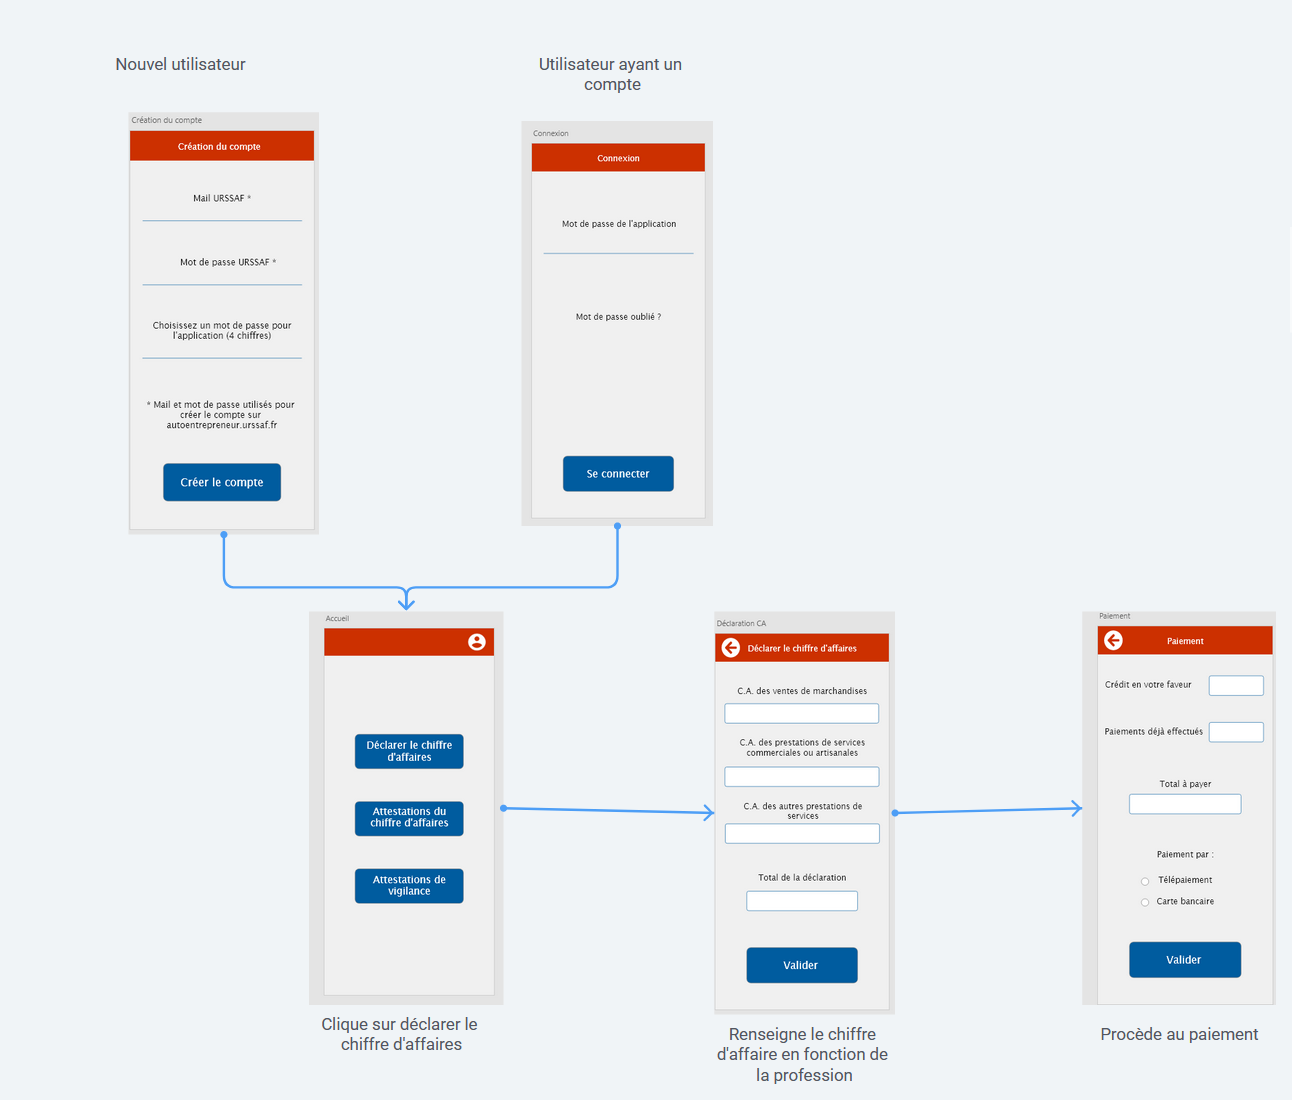 Nouvel utilisateur
Utilisateur ayant un
compte
Création du compte
Création du compte
Mail URSSAF *
Mot de passe URSSAF *
Choisissez un mot de passe pour
l'application (4 chiffres)
* Mail et mot de passe utilisés pour
créer le compte sur
autoentrepreneur.urssaf.fr
Créer le compte
Connexion
Connexion
Mot de passe de l'application
Mot de passe oublié ?
Se connecter
Accueil
Déclarer le chiffre
d'affaires
Attestations du
chiffre d'affaires
Attestations de
vigilance
Clique sur déclarer le
chiffre d'affaires
Déclaration CA
Déclarer le chiffre d'affaires
C.A. des ventes de marchandises
C.A. des prestations de services
commerciales ou artisanales
C.A. des autres prestations de
services
Total de la déclaration
Valider
Renseigne le chiffre
d'affaire en fonction de
la profession
Paiement
Paiement
Crédit en votre faveur
Paiements déjà effectués
Total à payer
Paiement par :
Télépaiement
Carte bancaire
Valider
Procède au paiement